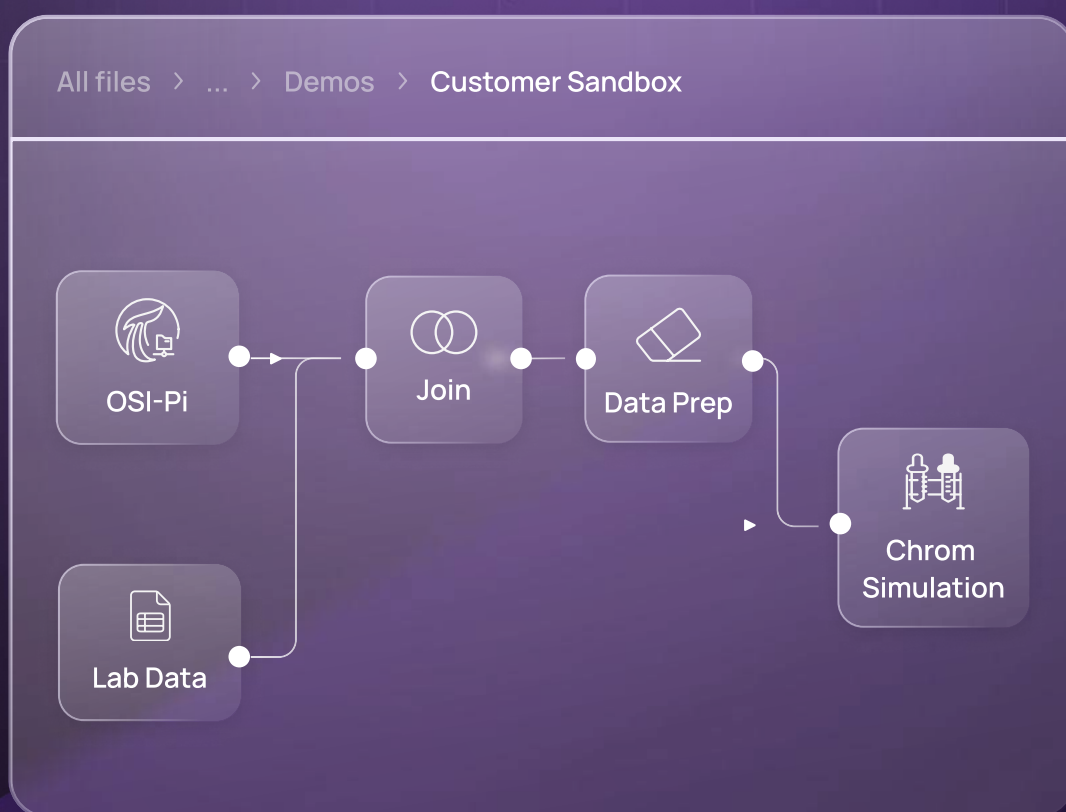 All files > ... > Demos > Customer Sandbox
OSI-Pi
Join
Data Prep
Chrom
Simulation
Lab Data